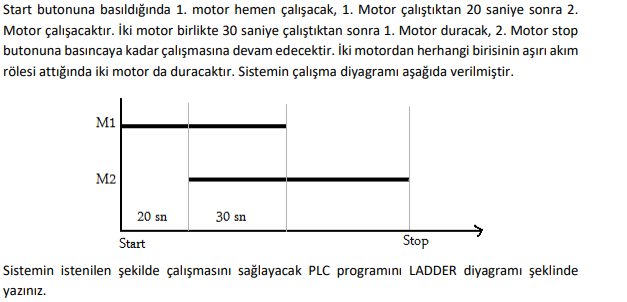 Start butonuna basıldığında 1. motor hemen çalışacak, 1. Motor çalıştıktan 20 saniye sonra 2.
Motor çalışacaktır. İki motor birlikte 30 saniye çalıştıktan sonra 1. Motor duracak, 2. Motor stop
butonuna basıncaya kadar çalışmasına devam edecektir. İki motordan herhangi birisinin aşırı akım
rölesi attığında iki motor da duracaktır. Sistemin çalışma diyagramı aşağıda verilmiştir.
M1
M2
20 sn 30 sn
Start Stop
Sistemin istenilen şekilde çalışmasını sağlayacak PLC programını LADDER diyagramı şeklinde
yazınız.